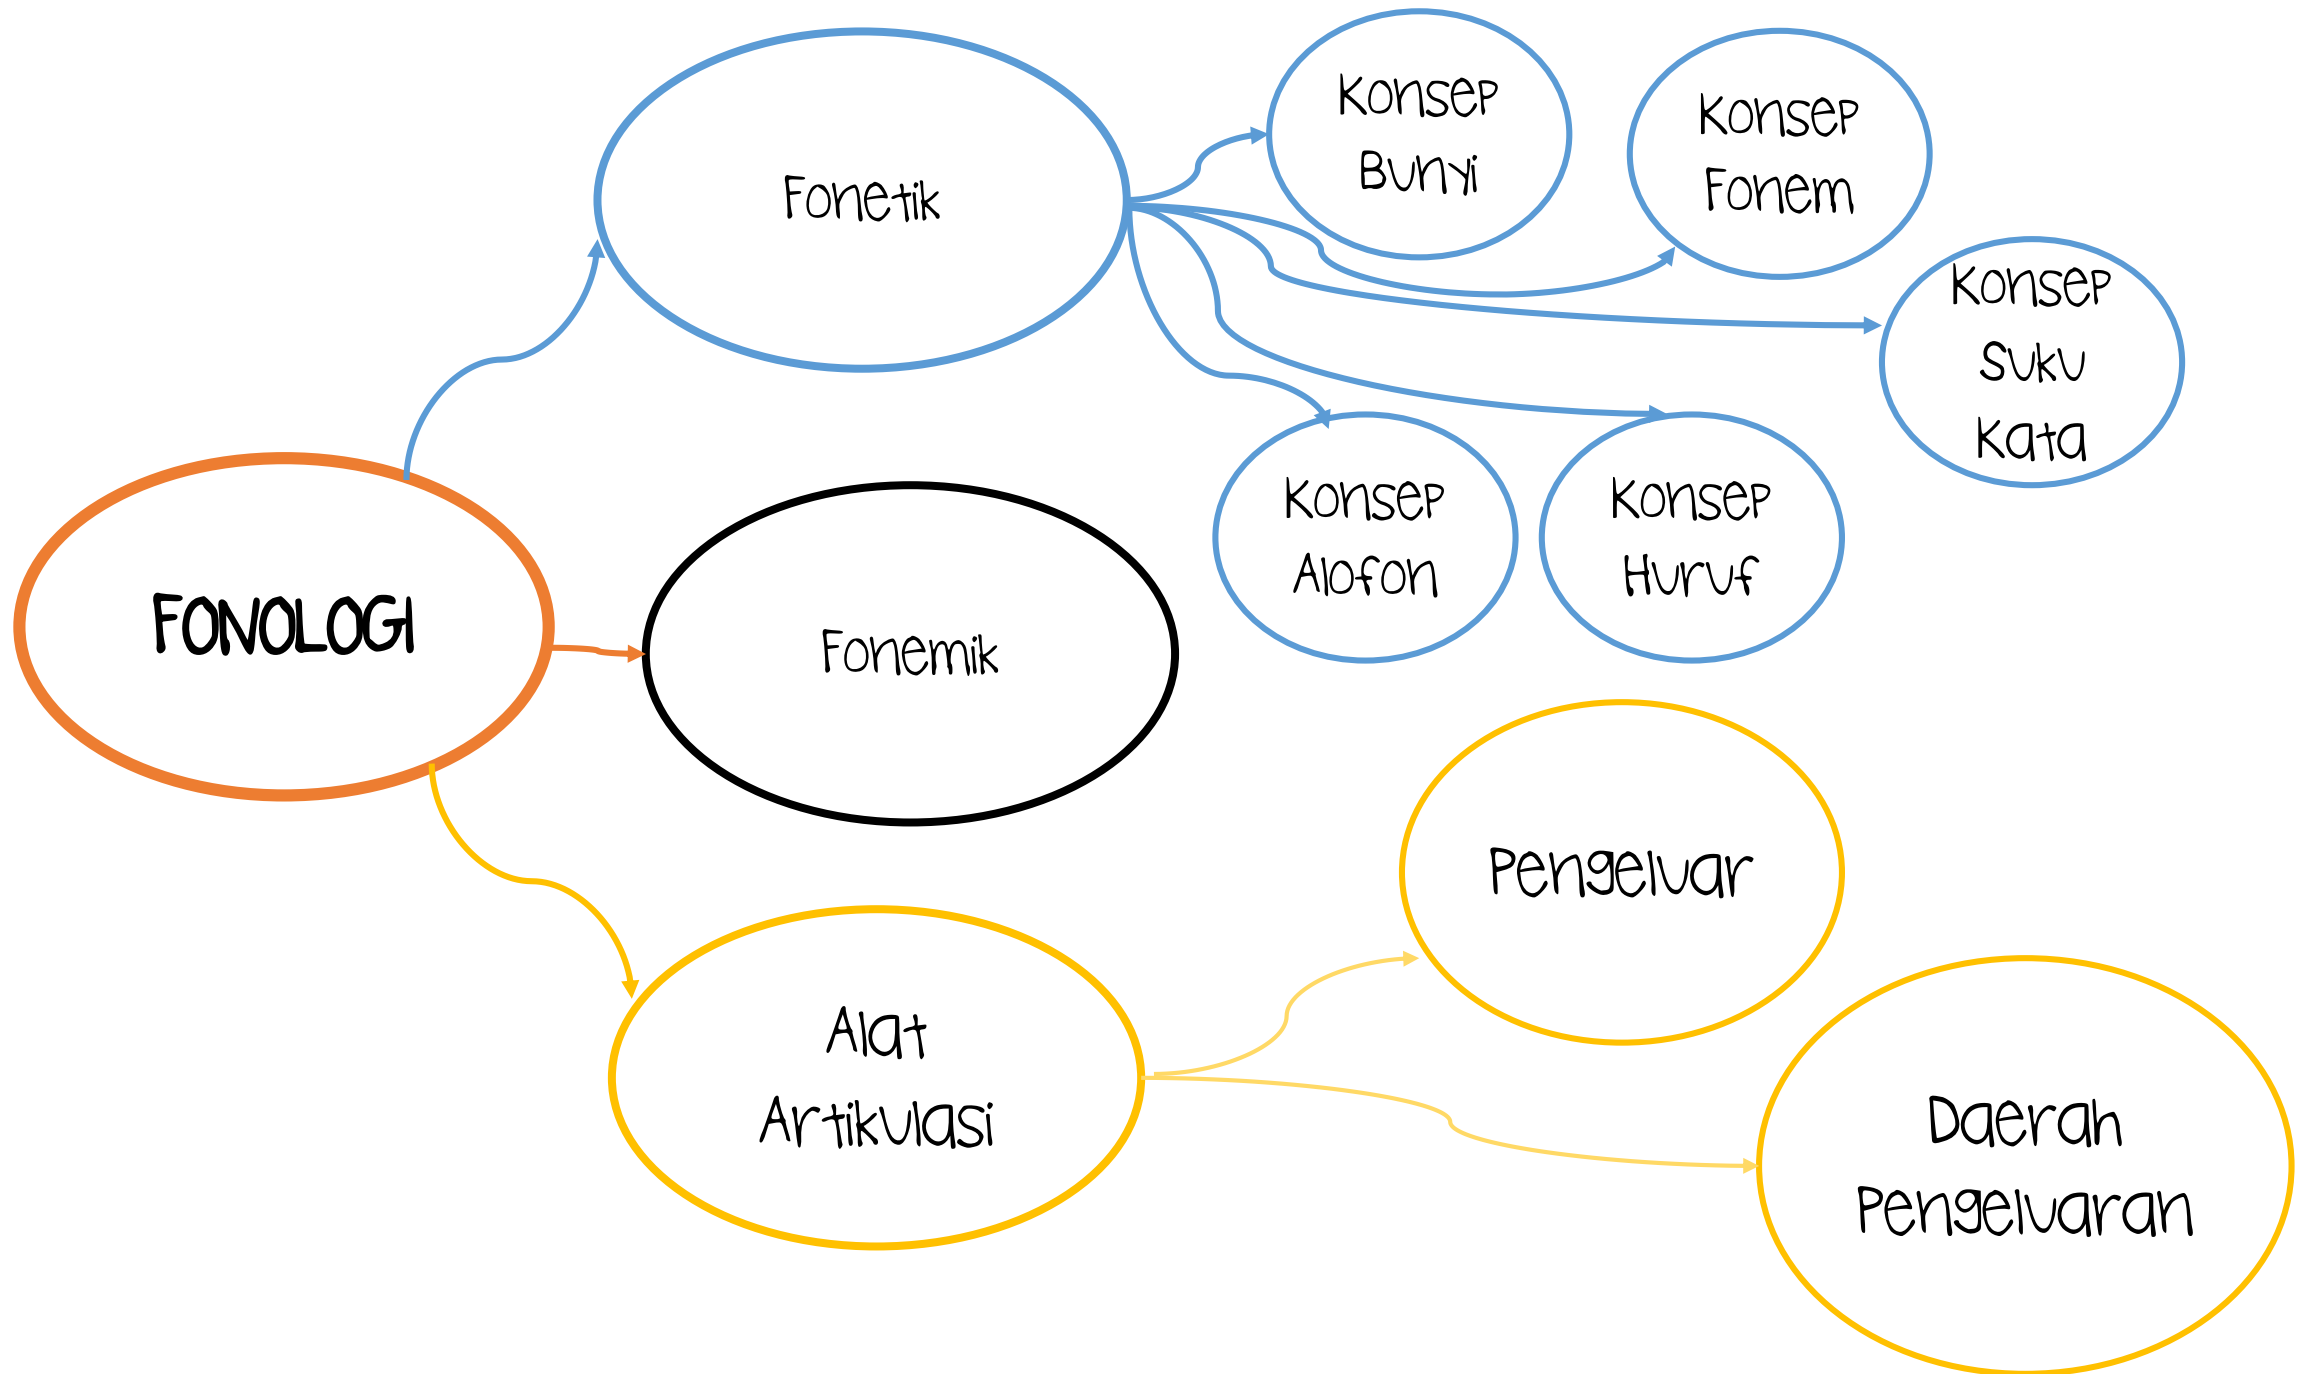 Konsep
Bunyi
Konsep
Fonem
Fonetik
Konsep
Suku
Kata
Konsep
Alofon
Konsep
Huruf
FONOLOGI
Fonemik
Pengeluar
Alat
Artikulasi
Daerah
Pengeluaran